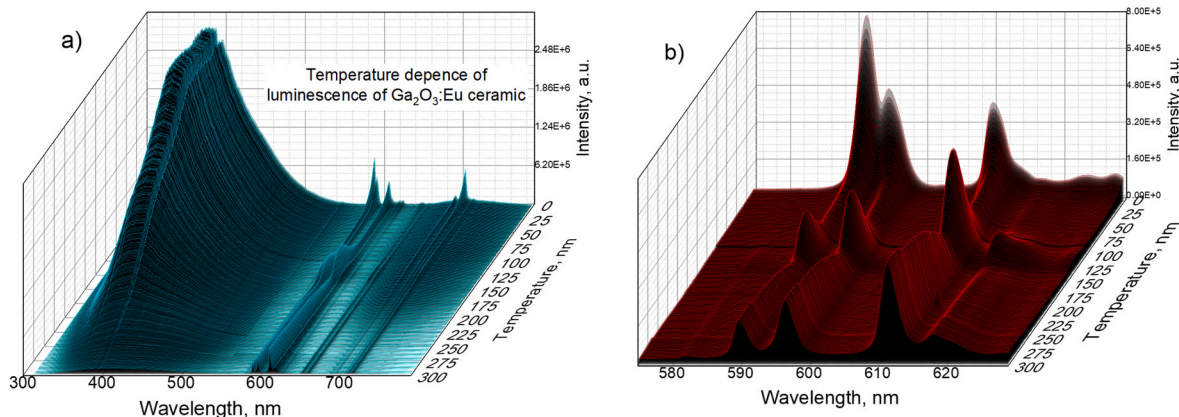 a)
Temperature depence of
luminescence of Ga₂O₃:Eu ceramic
2.48E+6
1.86E+6
1.24E+6
6.20E+5
Intensity, a.u.
0
25
50
75
100
125
150
175
200
225
250
275
300
Temperature, nm
300 400 500 600 700
Wavelength, nm
b)
8.00E+5
6.40E+5
4.80E+5
3.20E+5
1.60E+5
0.00E+0
Intensity, a.u.
0
25
50
75
100
125
150
175
200
225
250
275
300
Temperature, nm
580 590 600 610 620
Wavelength, nm